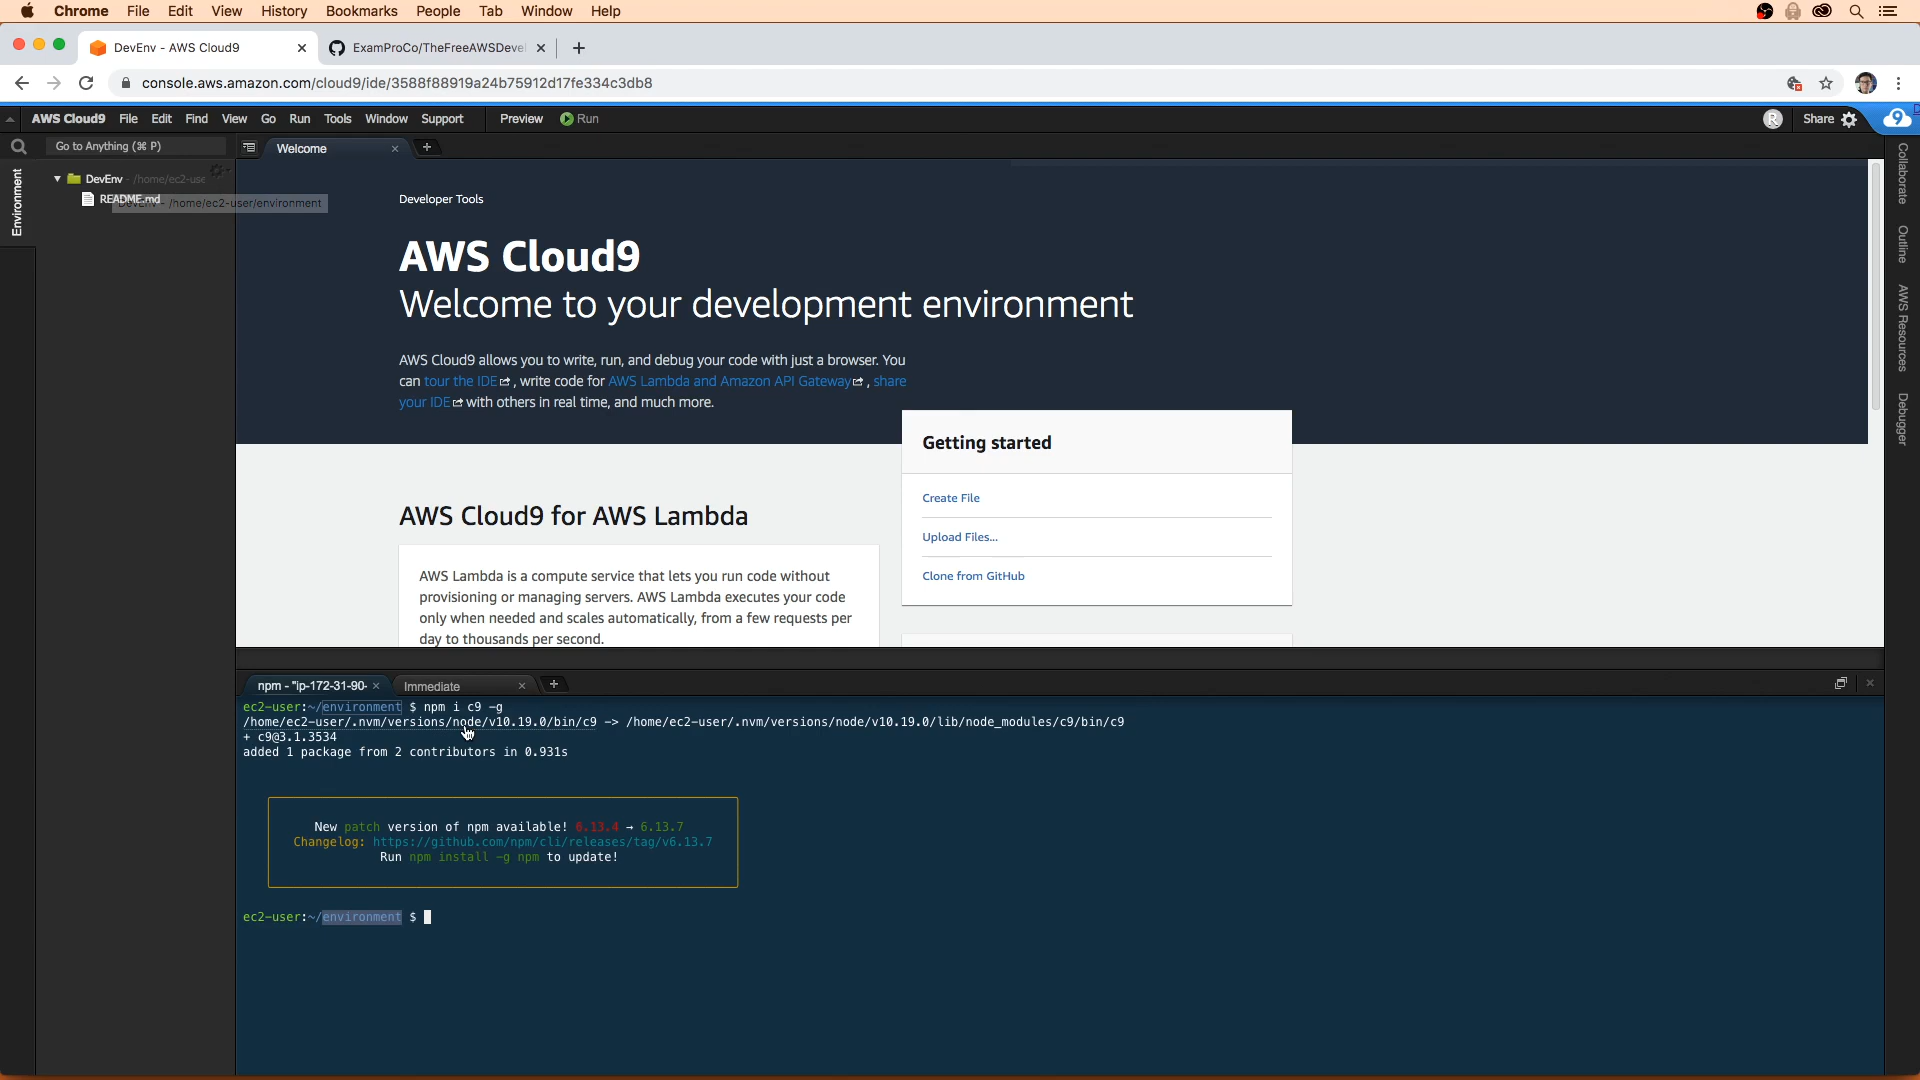 Chrome File Edit View History Bookmarks People Tab Window Help
DevEnv - AWS Cloud9
ExamProCo/TheFreeAWSDevel
console.aws.amazon.com/cloud9/ide/3588f88919a24b75912d17fe334c3db8
AWS Cloud9 File Edit Find View Go Run Tools Window Support Preview Run
R Share 9
Go to Anything (⌘ P)
Welcome
Environment
DevEnv - /home/ec2-use
README.md
DevEnv - /home/ec2-user/environment
Developer Tools
AWS Cloud9
Welcome to your development environment
AWS Cloud9 allows you to write, run, and debug your code with just a browser. You
can tour the IDE, write code for AWS Lambda and Amazon API Gateway, share
your IDE with others in real time, and much more.
Getting started
Create File
Upload Files...
Clone from GitHub
AWS Cloud9 for AWS Lambda
AWS Lambda is a compute service that lets you run code without
provisioning or managing servers. AWS Lambda executes your code
only when needed and scales automatically, from a few requests per
day to thousands per second.
Collaborate
Outline
AWS Resources
Debugger
npm - "ip-172-31-90-
Immediate
ec2-user:~/environment $ npm i c9 -g
/home/ec2-user/.nvm/versions/node/v10.19.0/bin/c9 -> /home/ec2-user/.nvm/versions/node/v10.19.0/lib/node_modules/c9/bin/c9
+ c9@3.1.3534
added 1 package from 2 contributors in 0.931s
New patch version of npm available! 6.13.4 → 6.13.7
Changelog: https://github.com/npm/cli/releases/tag/v6.13.7
Run npm install -g npm to update!
ec2-user:~/environment $